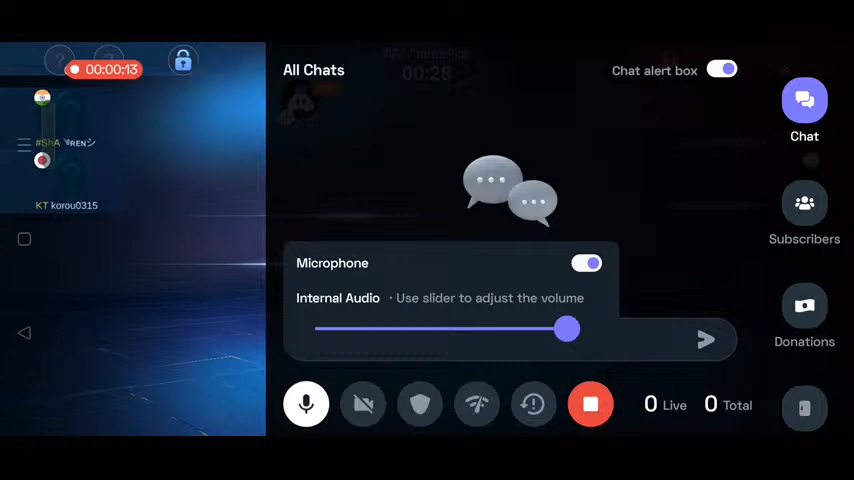 00:00:13
All Chats
00:28
Chat alert box
Chat
KT korou0315
Subscribers
Microphone
Internal Audio · Use slider to adjust the volume
Donations
0 Live 0 Total